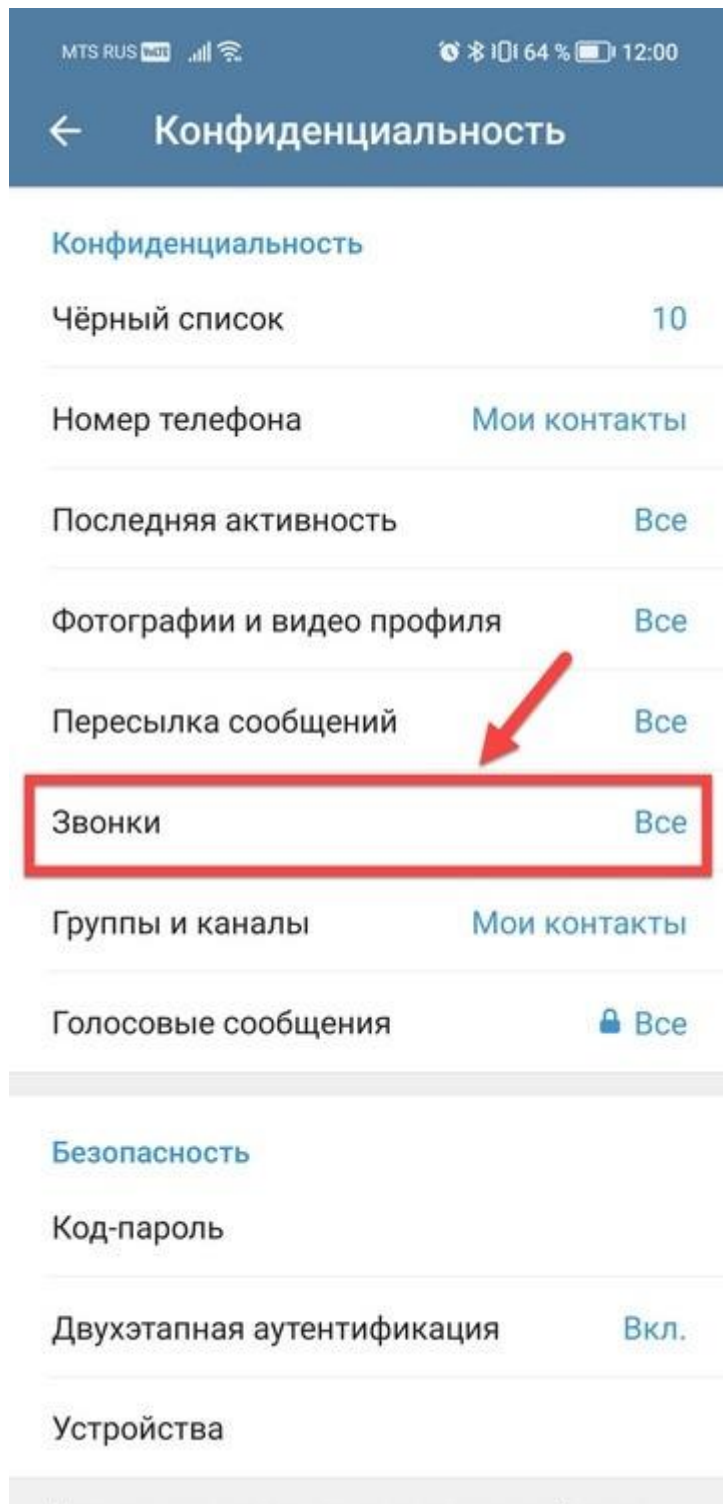 MTS RUS VoLTE 64 % 12:00
Конфиденциальность
Конфиденциальность
Чёрный список 10
Номер телефона Мои контакты
Последняя активность Все
Фотографии и видео профиля Все
Пересылка сообщений Все
Звонки Все
Группы и каналы Мои контакты
Голосовые сообщения Все
Безопасность
Код-пароль
Двухэтапная аутентификация Вкл.
Устройства